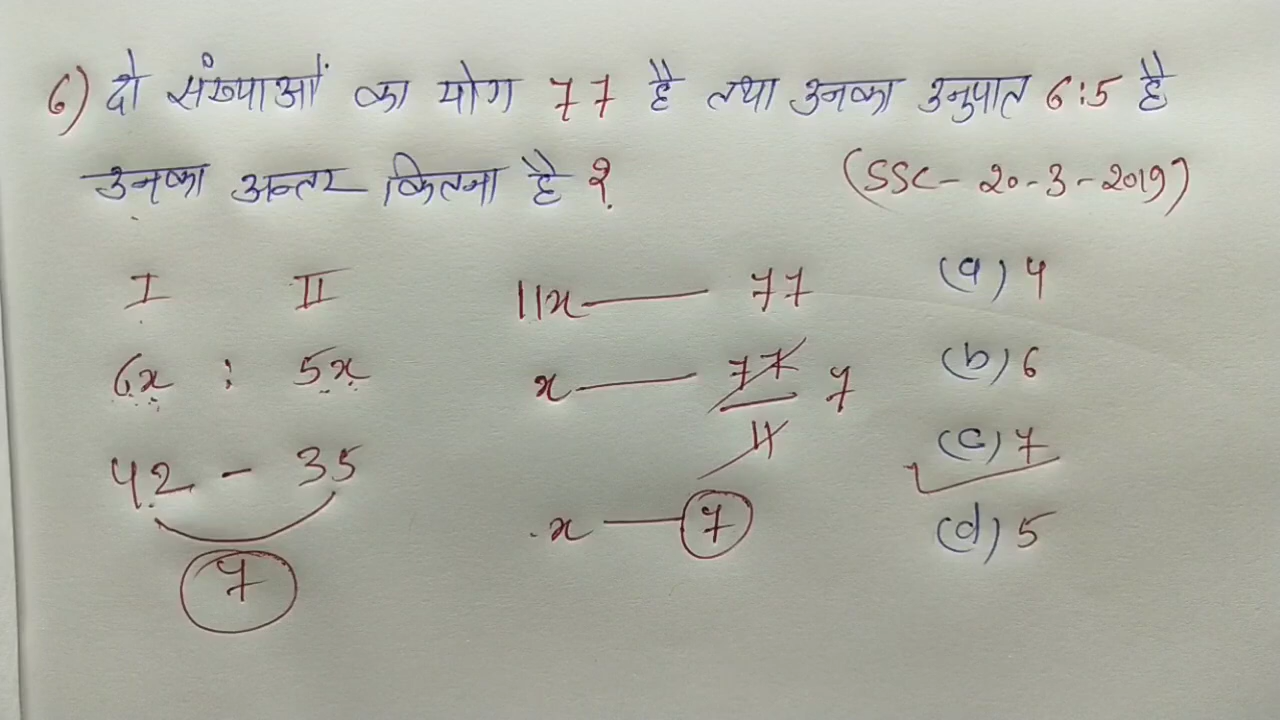 6) दो संख्याओं का योग 77 है तथा उनका अनुपात 6:5 है
उनका अन्तर कितना है ?
(SSC- 20-3-2019)
I II
6x : 5x
42 - 35
7
11x — 77
x — 77/11 7
x — 7
(a) 4
(b) 6
(c) 7
(d) 5